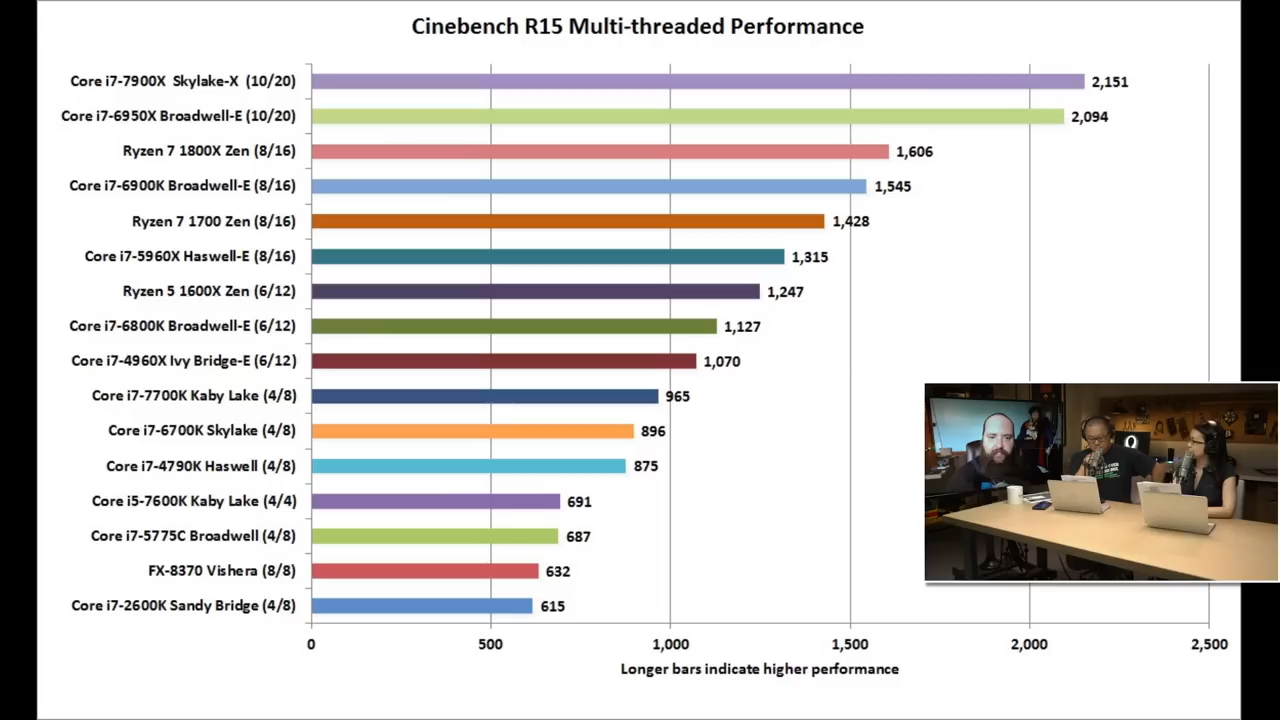 Cinebench R15 Multi-threaded Performance
Core i7-7900X Skylake-X (10/20) 2,151
Core i7-6950X Broadwell-E (10/20) 2,094
Ryzen 7 1800X Zen (8/16) 1,606
Core i7-6900K Broadwell-E (8/16) 1,545
Ryzen 7 1700 Zen (8/16) 1,428
Core i7-5960X Haswell-E (8/16) 1,315
Ryzen 5 1600X Zen (6/12) 1,247
Core i7-6800K Broadwell-E (6/12) 1,127
Core i7-4960X Ivy Bridge-E (6/12) 1,070
Core i7-7700K Kaby Lake (4/8) 965
Core i7-6700K Skylake (4/8) 896
Core i7-4790K Haswell (4/8) 875
Core i5-7600K Kaby Lake (4/4) 691
Core i7-5775C Broadwell (4/8) 687
FX-8370 Vishera (8/8) 632
Core i7-2600K Sandy Bridge (4/8) 615
0 500 1,000 1,500 2,000 2,500
Longer bars indicate higher performance